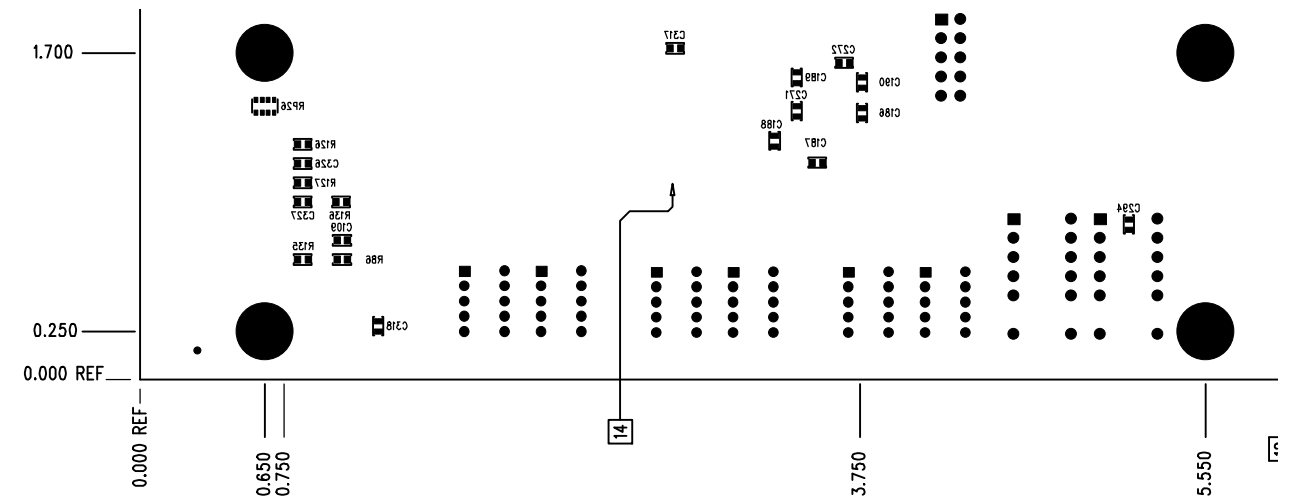 C317
1.700
C272
C189
C190
C271
RP26
C186
C188
R126
C187
C326
R127
C327
R136
C294
C109
R135
R86
C318
0.250
0.000 REF
0.000 REF
0.650
0.750
14
3.750
5.550